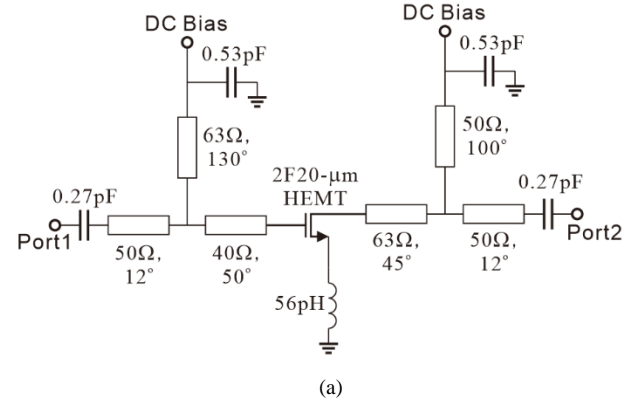 DC Bias
DC Bias
0.53pF
0.53pF
63Ω,
130°
50Ω,
100°
2F20-μm
HEMT
0.27pF
0.27pF
Port1
Port2
50Ω,
12°
40Ω,
50°
63Ω,
45°
50Ω,
12°
56pH
(a)